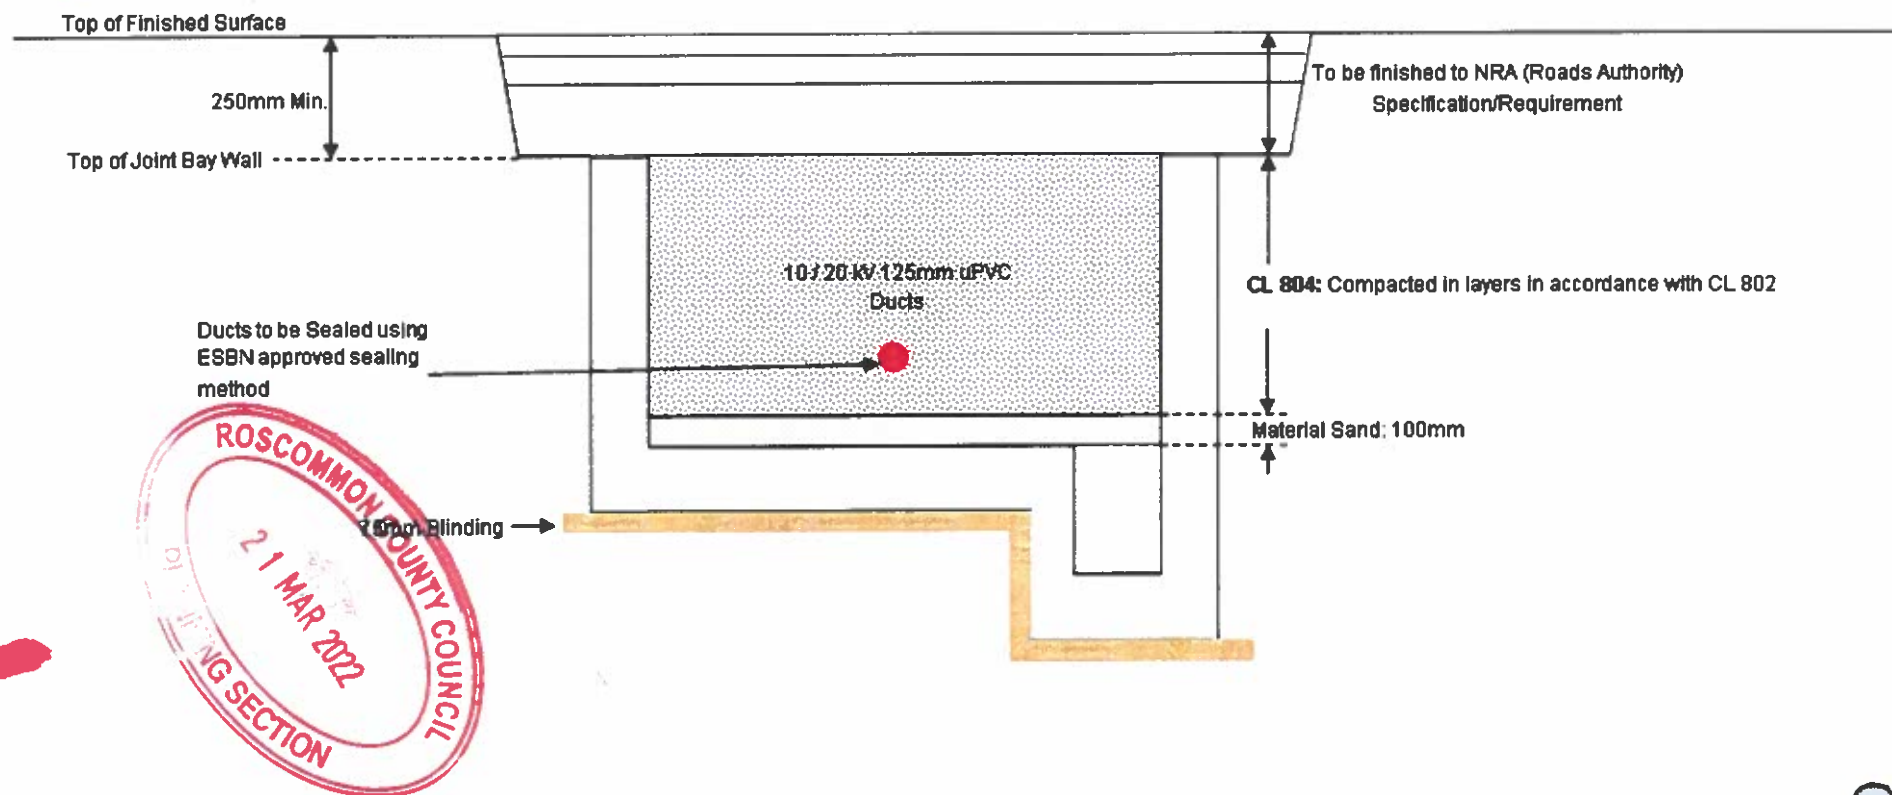 Top of Finished Surface
250mm Min.
To be finished to NRA (Roads Authority)
Specification/Requirement
Top of Joint Bay Wall
10 / 20 kV 125mm uPVC
Ducts
CL 804: Compacted in layers in accordance with CL 802
Ducts to be Sealed using
ESBN approved sealing
method
Material Sand: 100mm
Blinding
ROSCOMMON COUNTY COUNCIL
21 MAR 2022
SECTION